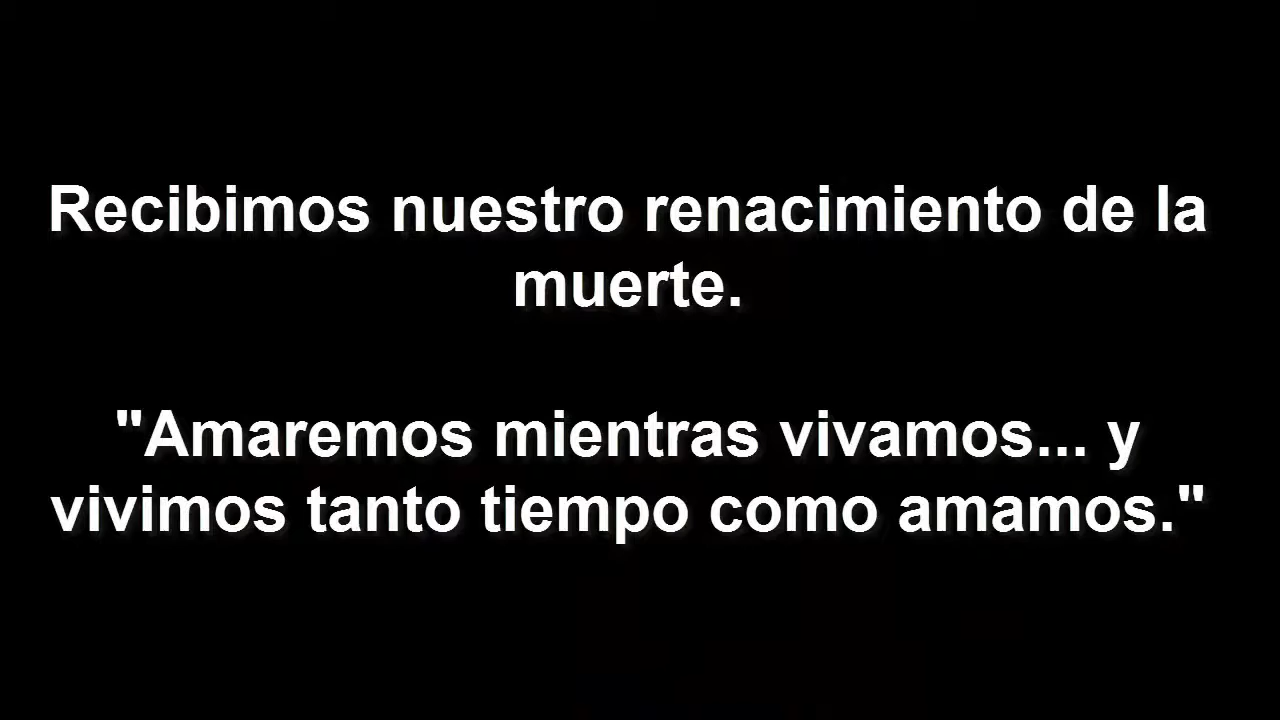 Recibimos nuestro renacimiento de la
muerte.
"Amaremos mientras vivamos... y
vivimos tanto tiempo como amamos."